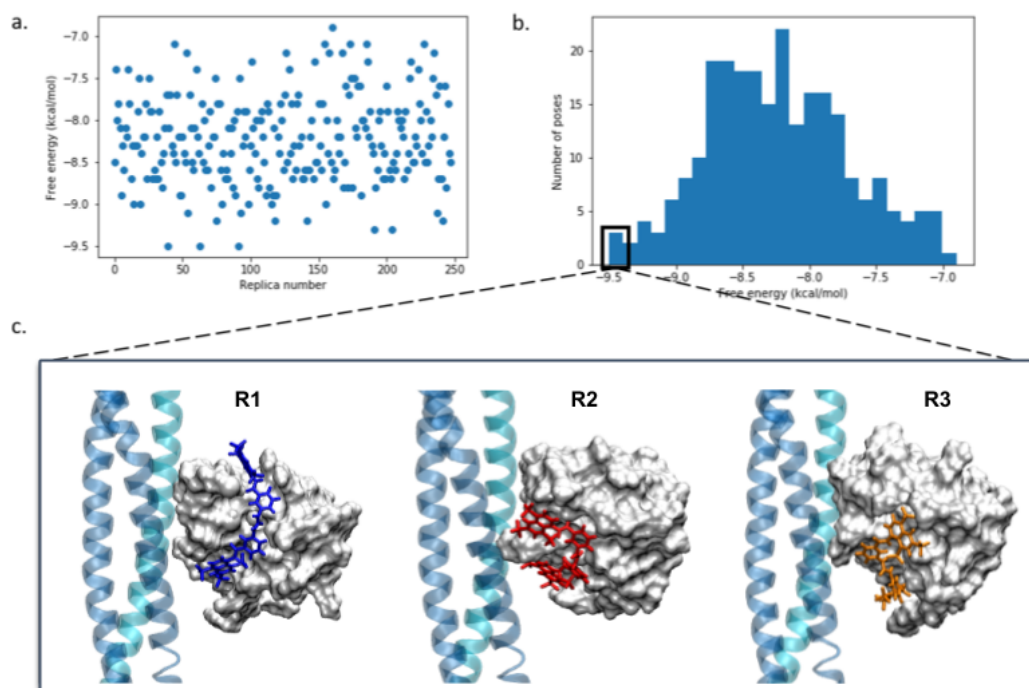 a.
Free energy (kcal/mol)
−7.0
−7.5
−8.0
−8.5
−9.0
−9.5
0
50
100
150
200
250
Replica number
b.
Number of poses
20
15
10
5
0
−9.5
−9.0
−8.5
−8.0
−7.5
−7.0
Free energy (kcal/mol)
c.
R1
R2
R3